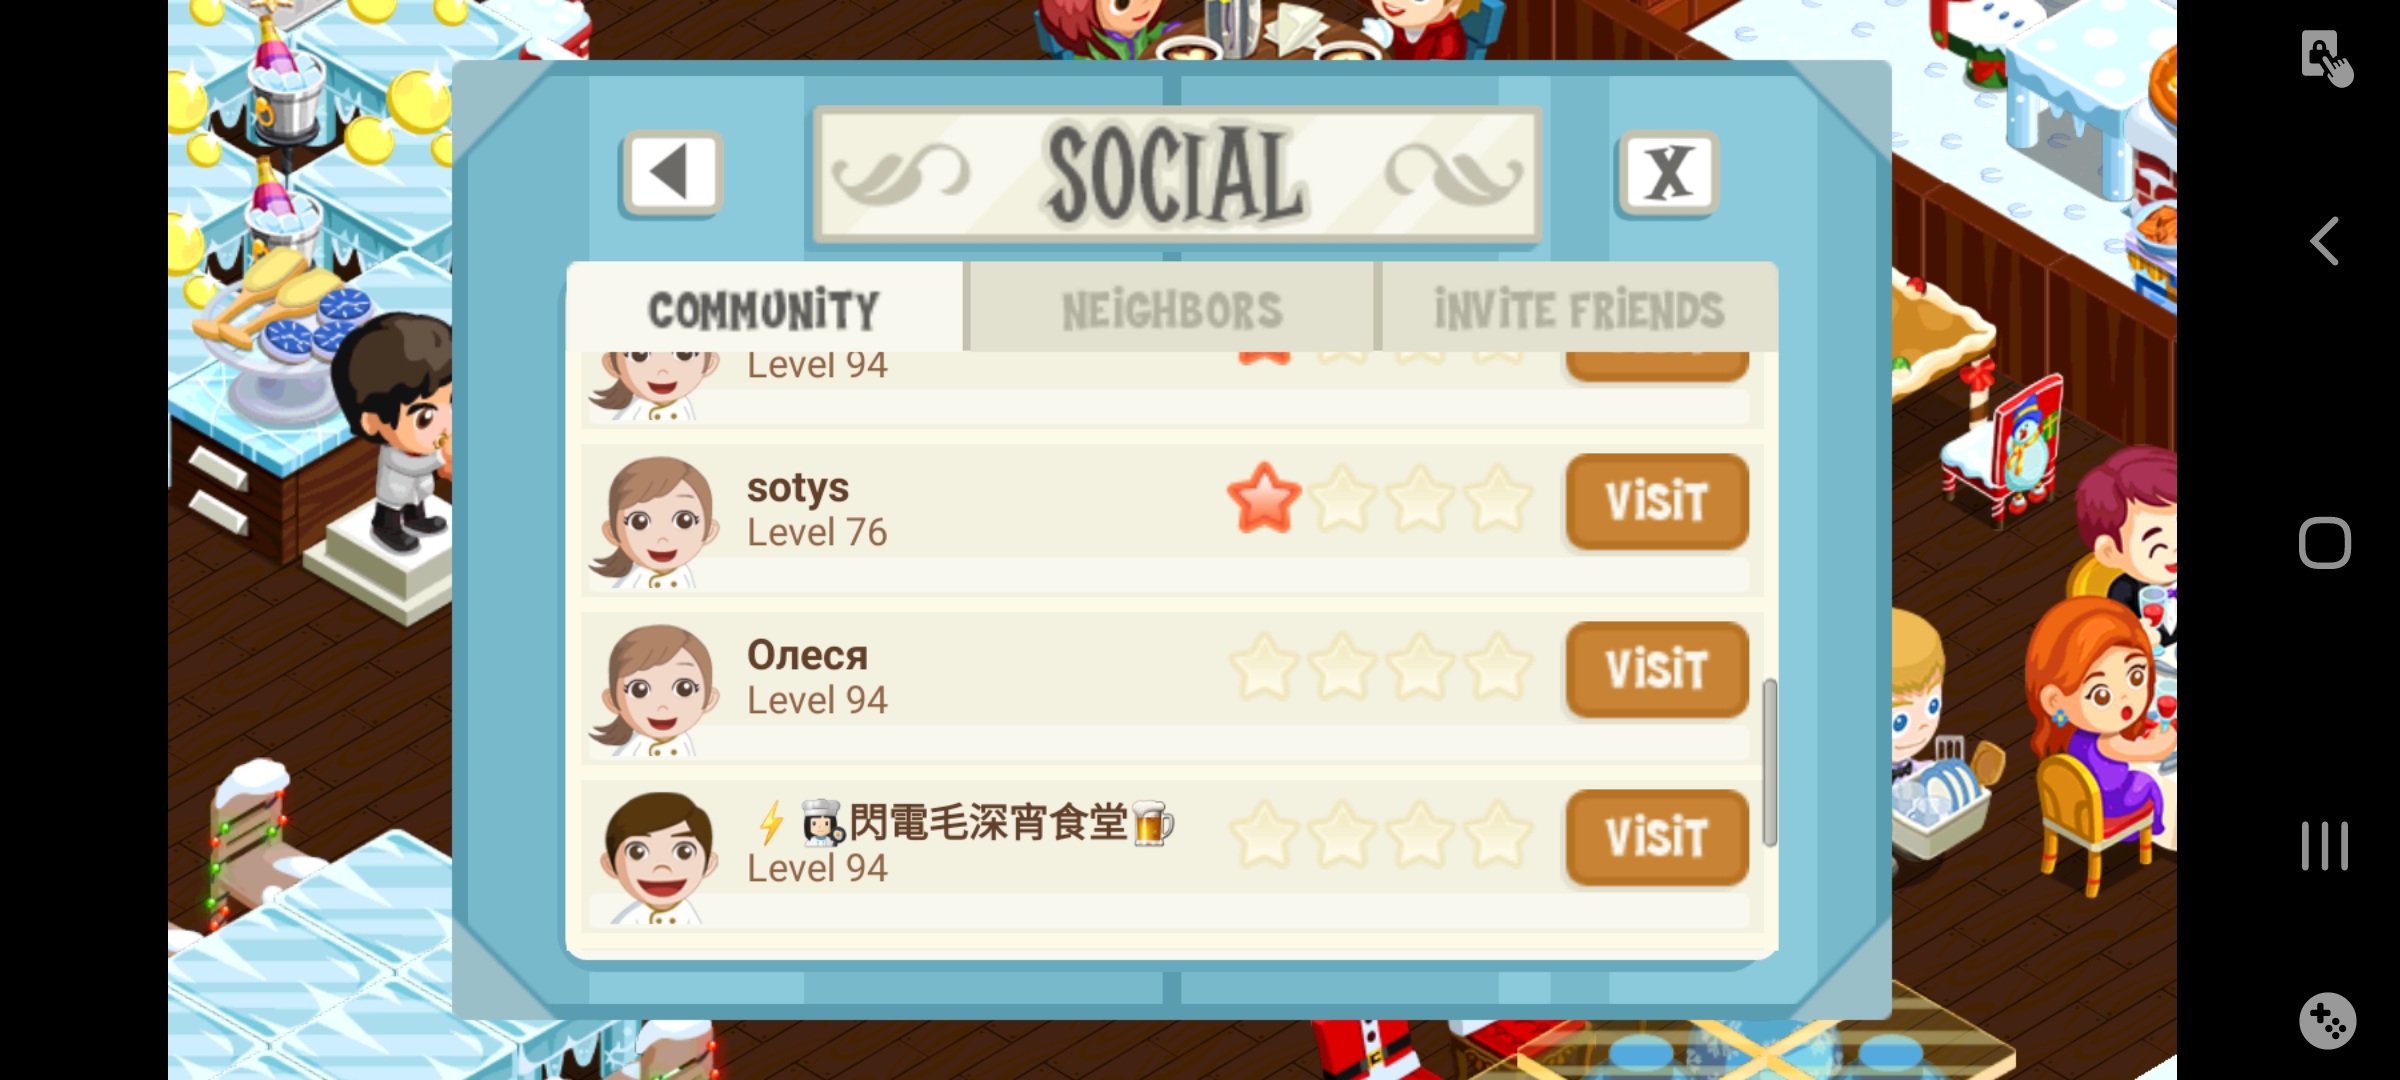 SOCIAL
X
COMMUNITY
NEIGHBORS
INVITE FRIENDS
Level 94
sotys
Level 76
VISIT
Олеся
Level 94
VISIT
⚡👩🏻‍🍳閃電毛深宵食堂🍺
Level 94
VISIT